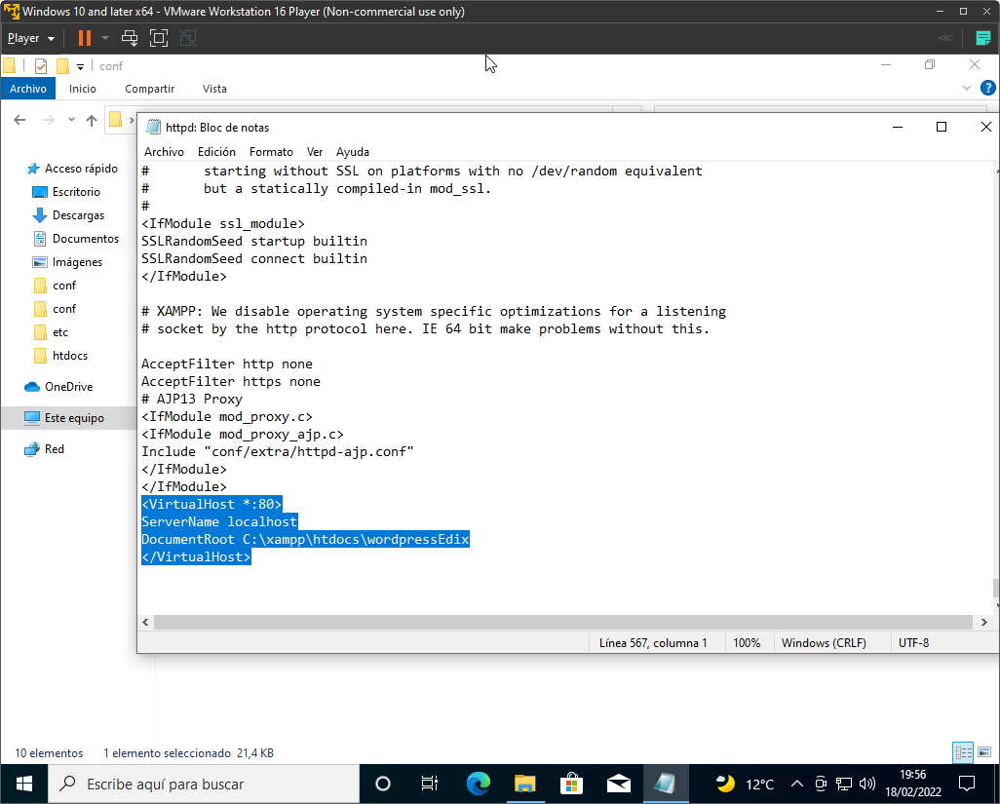 Windows 10 and later x64 - VMware Workstation 16 Player (Non-commercial use only)
Player
conf
Archivo Inicio Compartir Vista
httpd: Bloc de notas
Archivo Edición Formato Ver Ayuda
Acceso rápido
Escritorio
Descargas
Documentos
Imágenes
conf
conf
etc
htdocs
OneDrive
Este equipo
Red
# starting without SSL on platforms with no /dev/random equivalent
# but a statically compiled-in mod_ssl.
#
<IfModule ssl_module>
SSLRandomSeed startup builtin
SSLRandomSeed connect builtin
</IfModule>
# XAMPP: We disable operating system specific optimizations for a listening
# socket by the http protocol here. IE 64 bit make problems without this.
AcceptFilter http none
AcceptFilter https none
# AJP13 Proxy
<IfModule mod_proxy.c>
<IfModule mod_proxy_ajp.c>
Include "conf/extra/httpd-ajp.conf"
</IfModule>
</IfModule>
<VirtualHost *:80>
ServerName localhost
DocumentRoot C:\xampp\htdocs\wordpressEdix
</VirtualHost>
Línea 567, columna 1 100% Windows (CRLF) UTF-8
10 elementos 1 elemento seleccionado 21,4 KB
Escribe aquí para buscar
12°C
19:56
18/02/2022